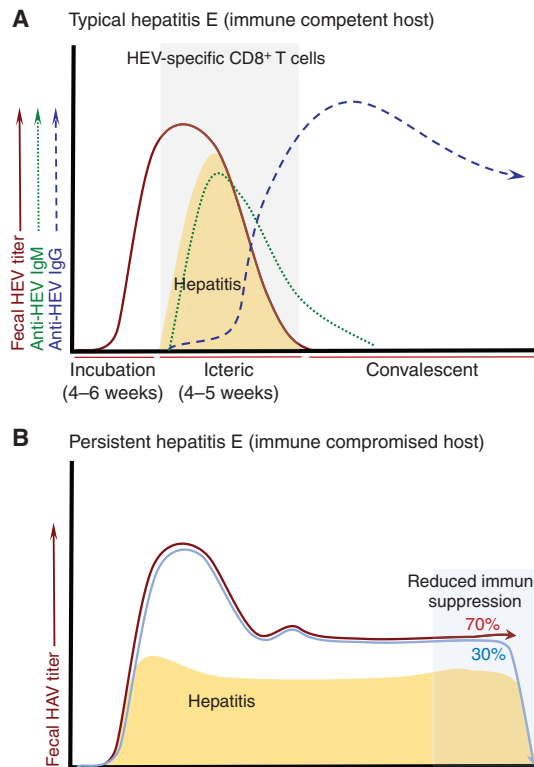 A
Typical hepatitis E (immune competent host)
HEV-specific CD8⁺ T cells
Fecal HEV titer
Anti-HEV IgM
Anti-HEV IgG
Hepatitis
Incubation
(4–6 weeks)
Icteric
(4–5 weeks)
Convalescent
B
Persistent hepatitis E (immune compromised host)
Fecal HAV titer
Reduced immune
suppression
70%
30%
Hepatitis